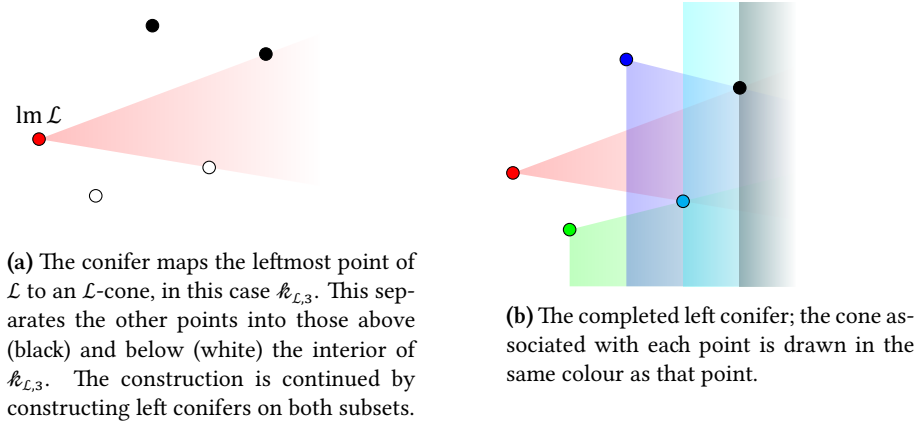 lm ℒ
(a) The conifer maps the leftmost point of
ℒ to an ℒ-cone, in this case 𝓀ℒ,3. This sep-
arates the other points into those above
(black) and below (white) the interior of
𝓀ℒ,3. The construction is continued by
constructing left conifers on both subsets.
(b) The completed left conifer; the cone as-
sociated with each point is drawn in the
same colour as that point.